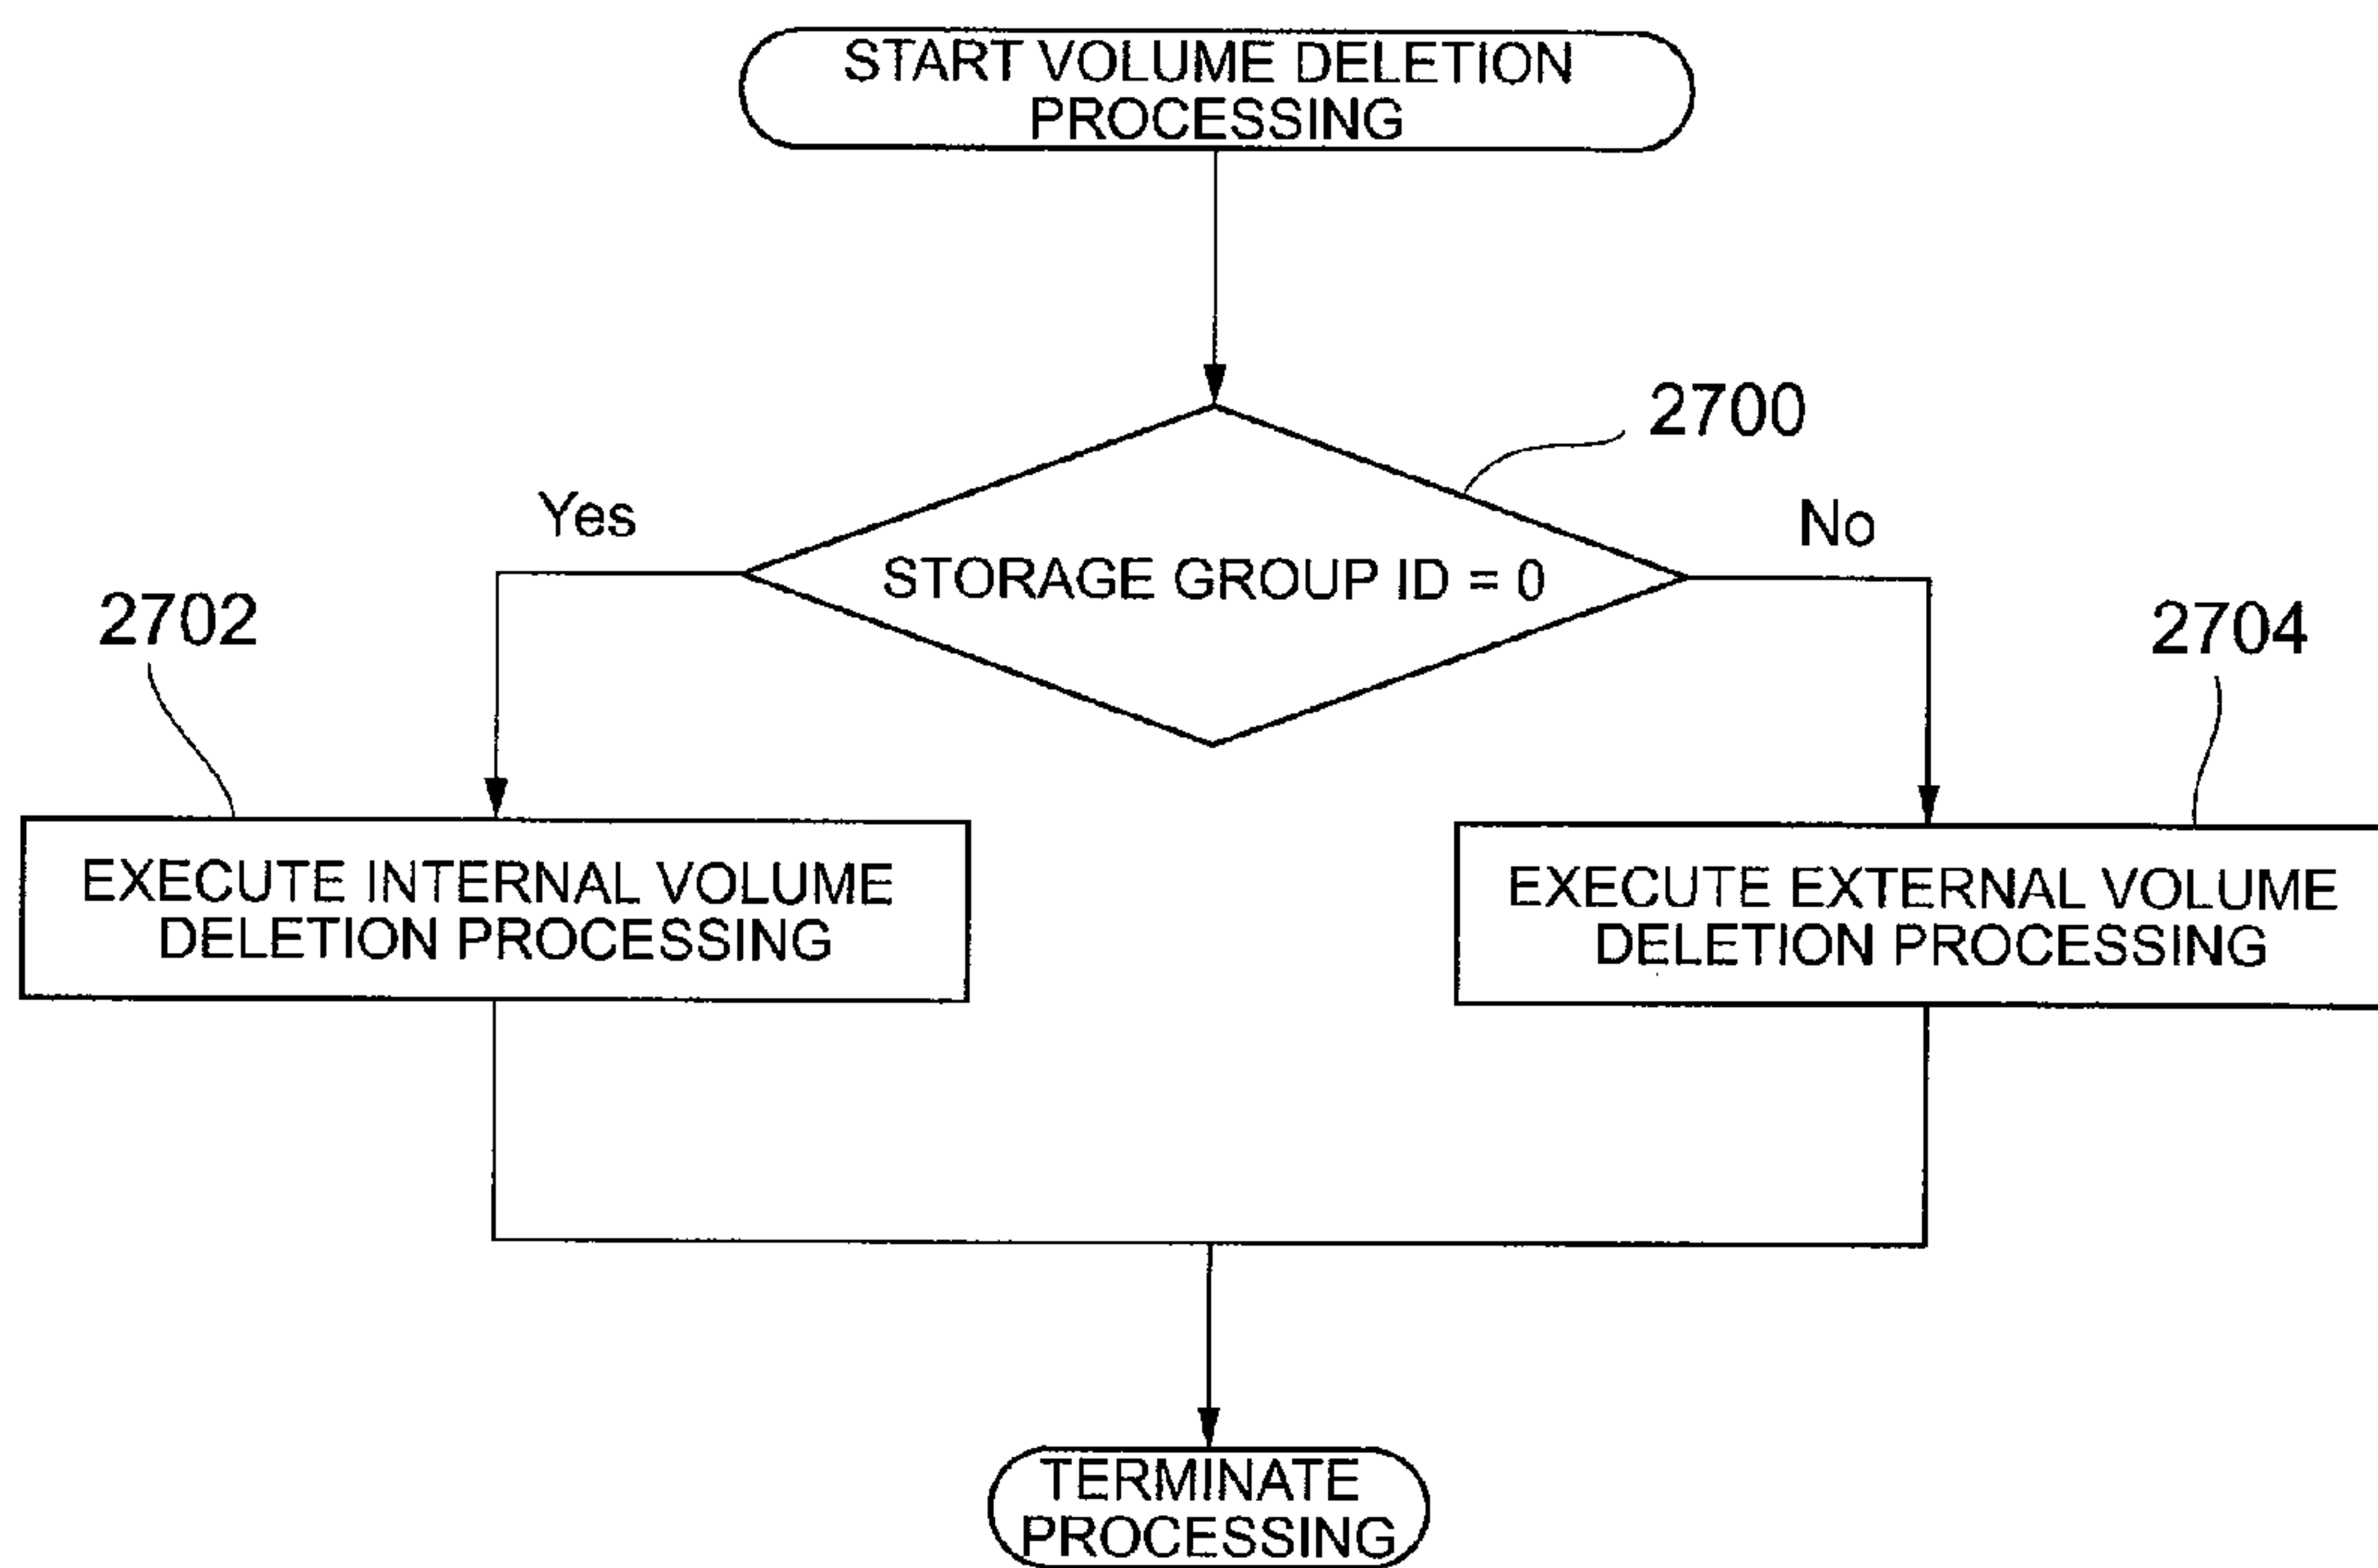 START VOLUME DELETION
PROCESSING
2700
Yes
No
STORAGE GROUP ID = 0
2702
2704
EXECUTE INTERNAL VOLUME
DELETION PROCESSING
EXECUTE EXTERNAL VOLUME
DELETION PROCESSING
TERMINATE
PROCESSING